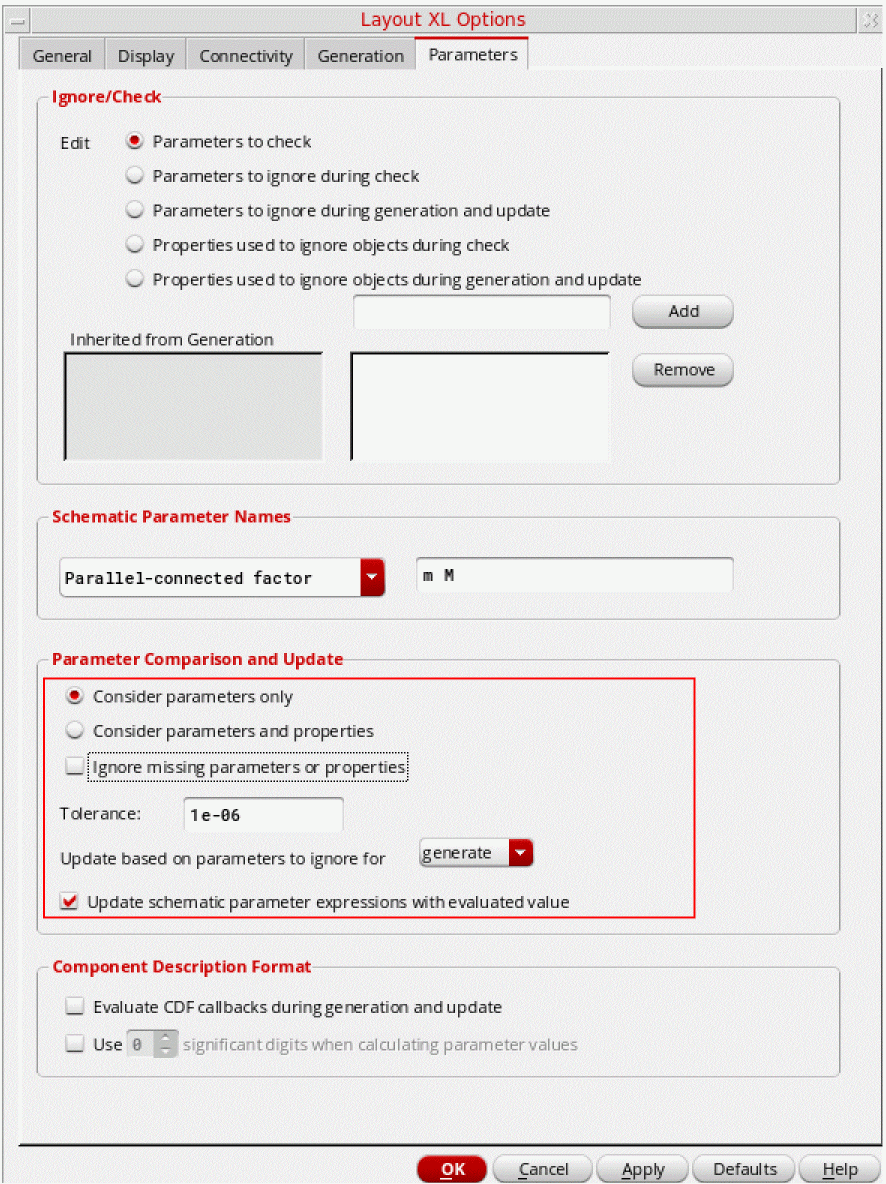 Layout XL Options
General Display Connectivity Generation Parameters
Ignore/Check
Edit Parameters to check
Parameters to ignore during check
Parameters to ignore during generation and update
Properties used to ignore objects during check
Properties used to ignore objects during generation and update
Add
Inherited from Generation
Remove
Schematic Parameter Names
Parallel-connected factor m M
Parameter Comparison and Update
Consider parameters only
Consider parameters and properties
Ignore missing parameters or properties
Tolerance: 1e-06
Update based on parameters to ignore for generate
Update schematic parameter expressions with evaluated value
Component Description Format
Evaluate CDF callbacks during generation and update
Use 0 significant digits when calculating parameter values
OK Cancel Apply Defaults Help